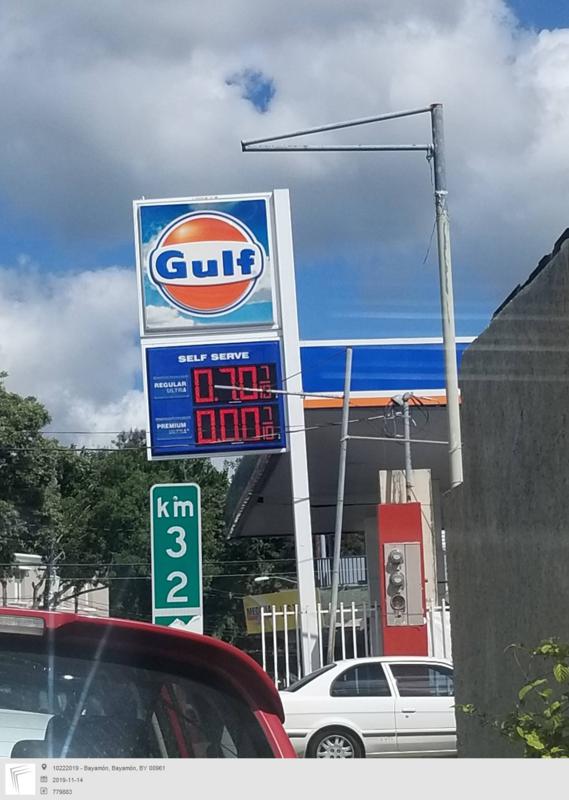 Gulf
SELF SERVE
REGULAR
ULTRA
0.70
PREMIUM
ULTRA
0.00
km
3
2
10222019 - Bayamón, Bayamón, BY 00961
2019-11-14
779883